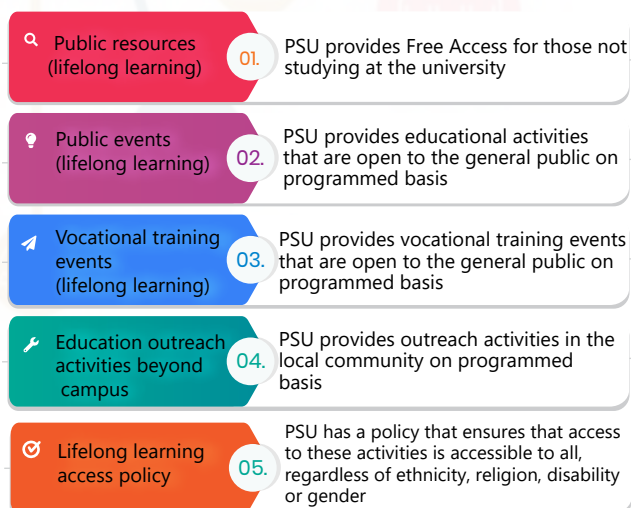 Public resources
(lifelong learning)
01.
PSU provides Free Access for those not
studying at the university
Public events
(lifelong learning)
02.
PSU provides educational activities
that are open to the general public on
programmed basis
Vocational training
events
(lifelong learning)
03.
PSU provides vocational training events
that are open to the general public on
programmed basis
Education outreach
activities beyond
campus
04.
PSU provides outreach activities in the
local community on programmed
basis
Lifelong learning
access policy
05.
PSU has a policy that ensures that access
to these activities is accessible to all,
regardless of ethnicity, religion, disability
or gender